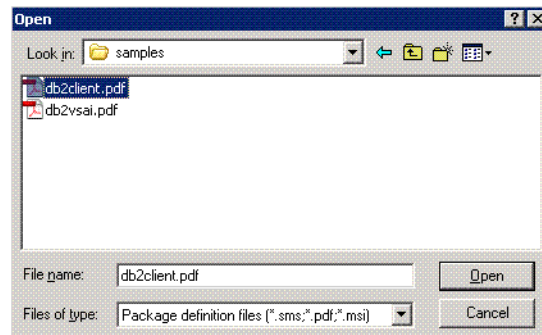 Open
Look in: samples
db2client.pdf
db2vsai.pdf
File name: db2client.pdf Open
Files of type: Package definition files (*.sms;*.pdf;*.msi) Cancel